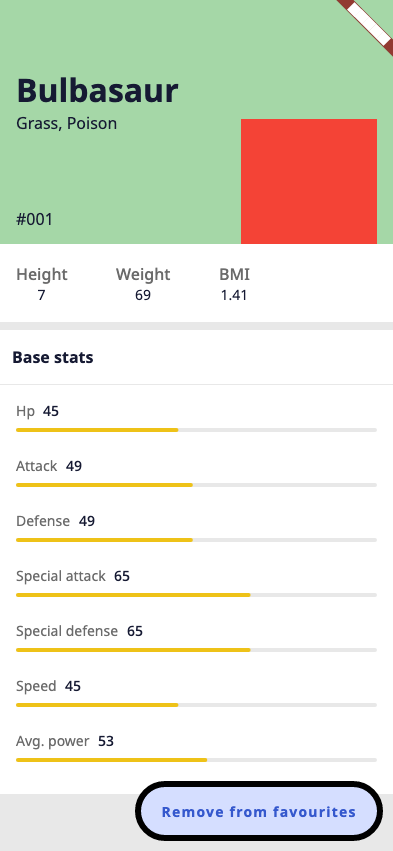 Bulbasaur
Grass, Poison
#001
Height Weight BMI
7 69 1.41
Base stats
Hp 45
Attack 49
Defense 49
Special attack 65
Special defense 65
Speed 45
Avg. power 53
Remove from favourites